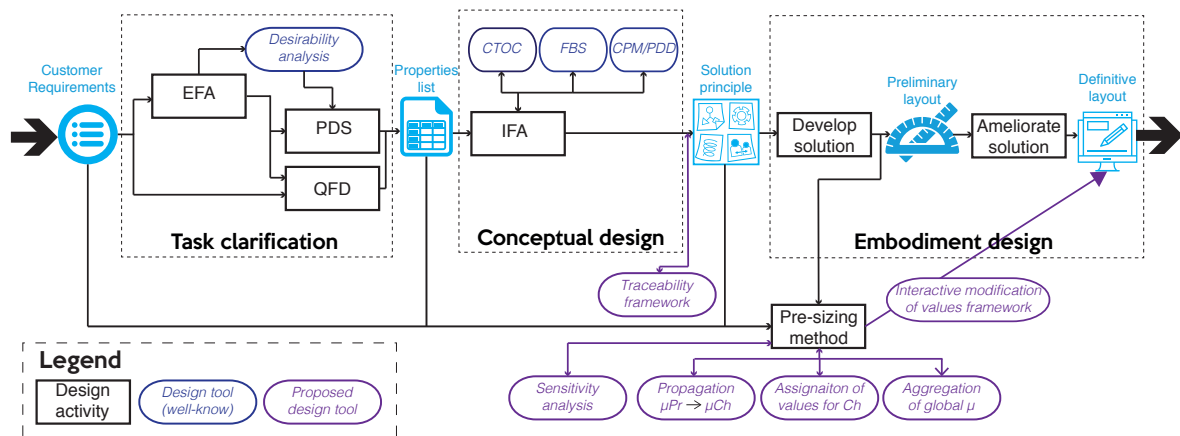 Customer
Requirements
EFA
Desirability
analysis
PDS
QFD
Task clarification
Properties
list
CTOC
FBS
CPM/PDD
IFA
Conceptual design
Traceability
framework
Solution
principle
Develop
solution
Preliminary
layout
Ameliorate
solution
Definitive
layout
Embodiment design
Interactive modification
of values framework
Pre-sizing
method
Sensitivity
analysis
Propagation
µPr → µCh
Assignaiton of
values for Ch
Aggregation
of global µ
Legend
Design
activity
Design tool
(well-know)
Proposed
design tool